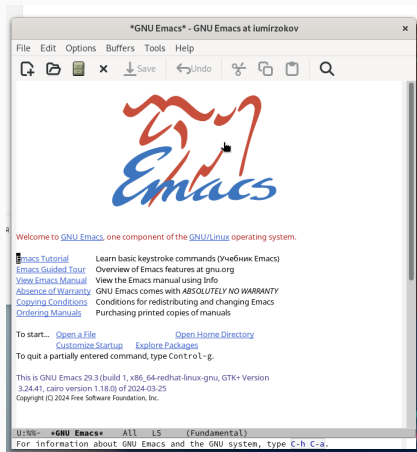 *GNU Emacs* - GNU Emacs at iumirzokov ×
File Edit Options Buffers Tools Help
Save Undo
Emacs
Welcome to GNU Emacs, one component of the GNU/Linux operating system.
Emacs Tutorial Learn basic keystroke commands (Учебник Emacs)
Emacs Guided Tour Overview of Emacs features at gnu.org
View Emacs Manual View the Emacs manual using Info
Absence of Warranty GNU Emacs comes with ABSOLUTELY NO WARRANTY
Copying Conditions Conditions for redistributing and changing Emacs
Ordering Manuals Purchasing printed copies of manuals
To start... Open a File Open Home Directory
Customize Startup Explore Packages
To quit a partially entered command, type Control-g.
This is GNU Emacs 29.3 (build 1, x86_64-redhat-linux-gnu, GTK+ Version
3.24.41, cairo version 1.18.0) of 2024-03-25
Copyright (C) 2024 Free Software Foundation, Inc.
U:%%- *GNU Emacs* All L5 (Fundamental)
For information about GNU Emacs and the GNU system, type C-h C-a.